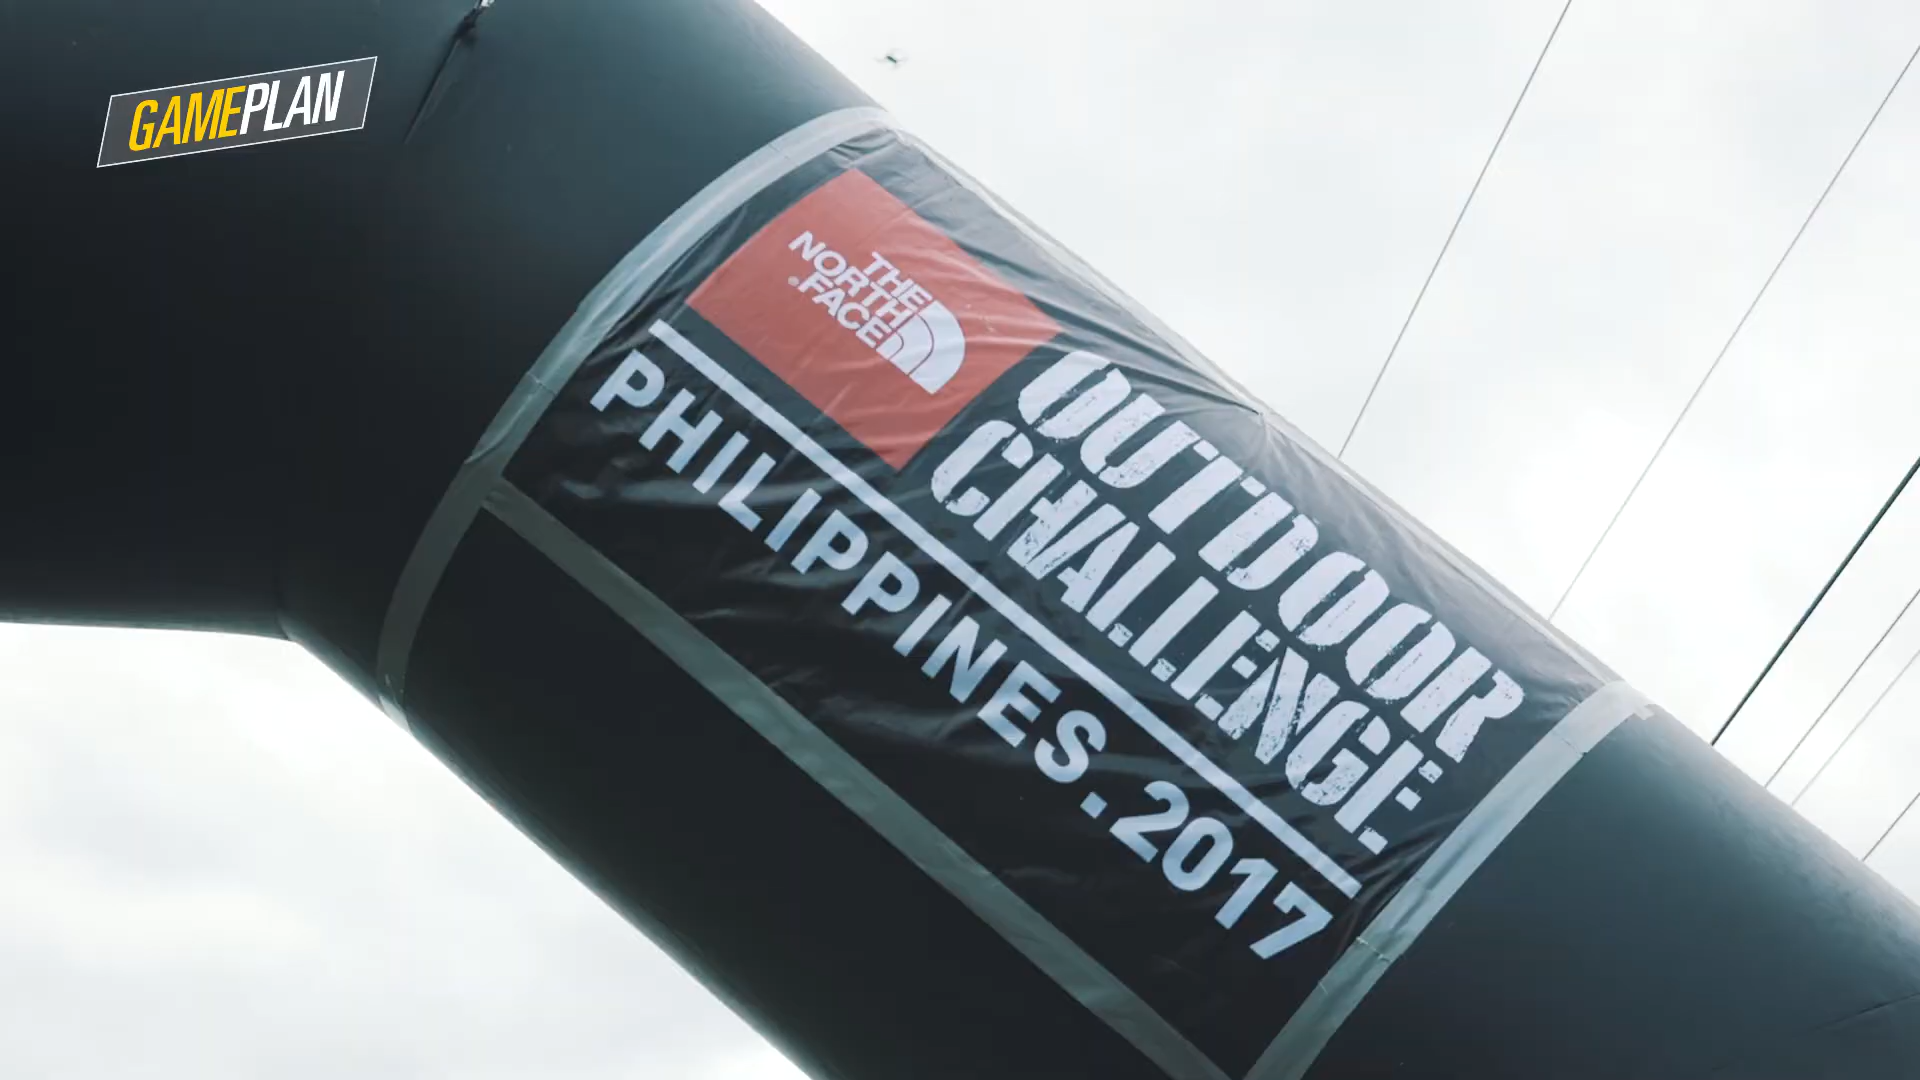 GAMEPLAN
THE
NORTH
FACE®
OUTDOOR
CHALLENGE
PHILIPPINES.2017